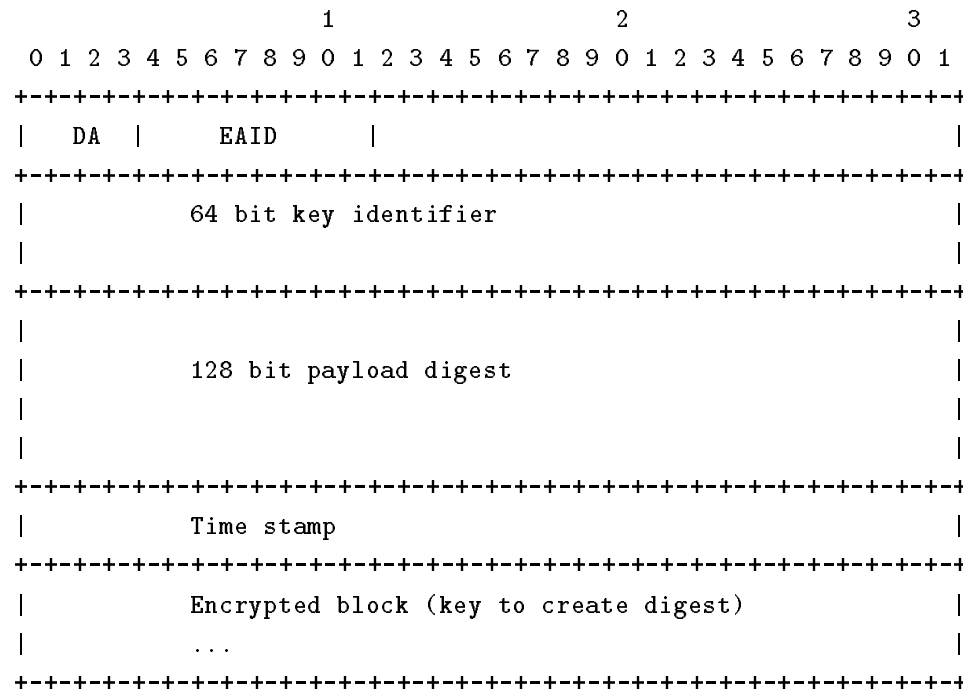 1                   2                   3
 0 1 2 3 4 5 6 7 8 9 0 1 2 3 4 5 6 7 8 9 0 1 2 3 4 5 6 7 8 9 0 1
+-+-+-+-+-+-+-+-+-+-+-+-+-+-+-+-+-+-+-+-+-+-+-+-+-+-+-+-+-+-+-+-+
|   DA  |     EAID      |                                       |
+-+-+-+-+-+-+-+-+-+-+-+-+-+-+-+-+-+-+-+-+-+-+-+-+-+-+-+-+-+-+-+-+
|           64 bit key identifier                               |
|                                                               |
+-+-+-+-+-+-+-+-+-+-+-+-+-+-+-+-+-+-+-+-+-+-+-+-+-+-+-+-+-+-+-+-+
|                                                               |
|           128 bit payload digest                              |
|                                                               |
|                                                               |
+-+-+-+-+-+-+-+-+-+-+-+-+-+-+-+-+-+-+-+-+-+-+-+-+-+-+-+-+-+-+-+-+
|           Time stamp                                          |
+-+-+-+-+-+-+-+-+-+-+-+-+-+-+-+-+-+-+-+-+-+-+-+-+-+-+-+-+-+-+-+-+
|           Encrypted block (key to create digest)              |
|           ...                                                 |
+-+-+-+-+-+-+-+-+-+-+-+-+-+-+-+-+-+-+-+-+-+-+-+-+-+-+-+-+-+-+-+-+